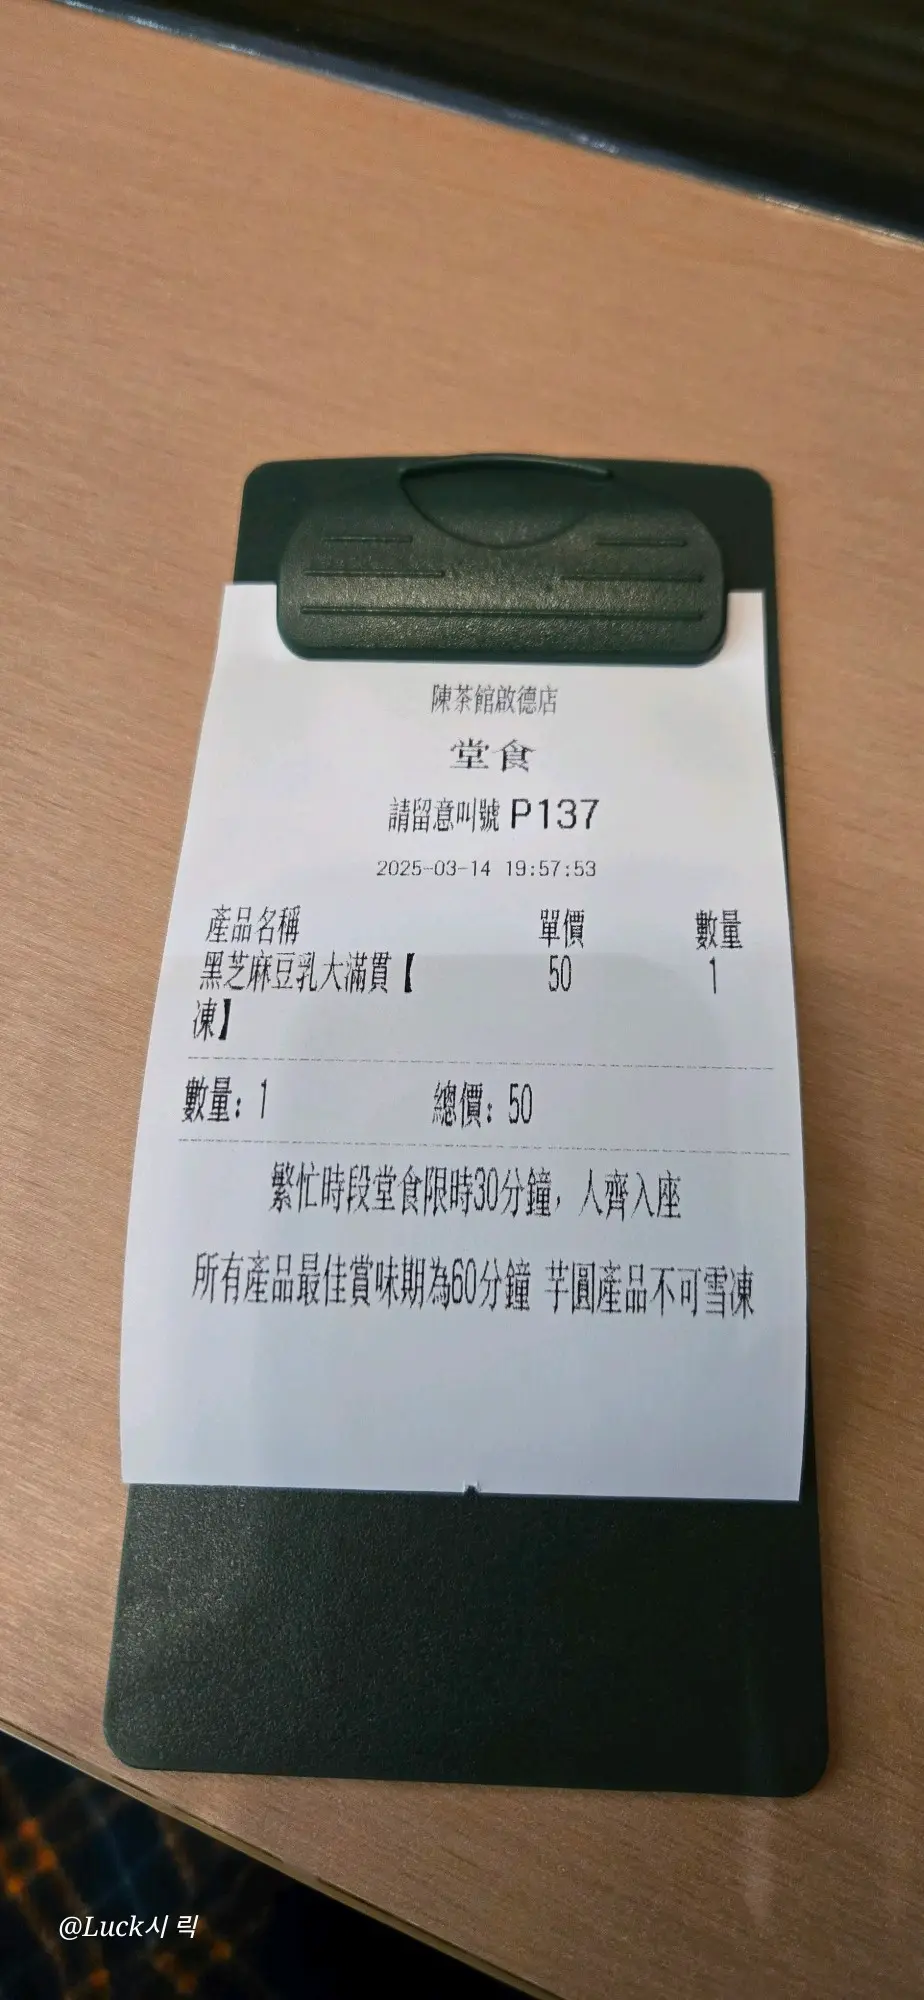 陳茶館啟德店
堂食
請留意叫號 P137
2025-03-14 19:57:53
產品名稱 單價 數量
黑芝麻豆乳大滿貫【 50 1
凍】
數量: 1 總價: 50
繁忙時段堂食限時30分鐘，人齊入座
所有產品最佳賞味期為60分鐘 芋圓產品不可雪凍
@Luck시 릭